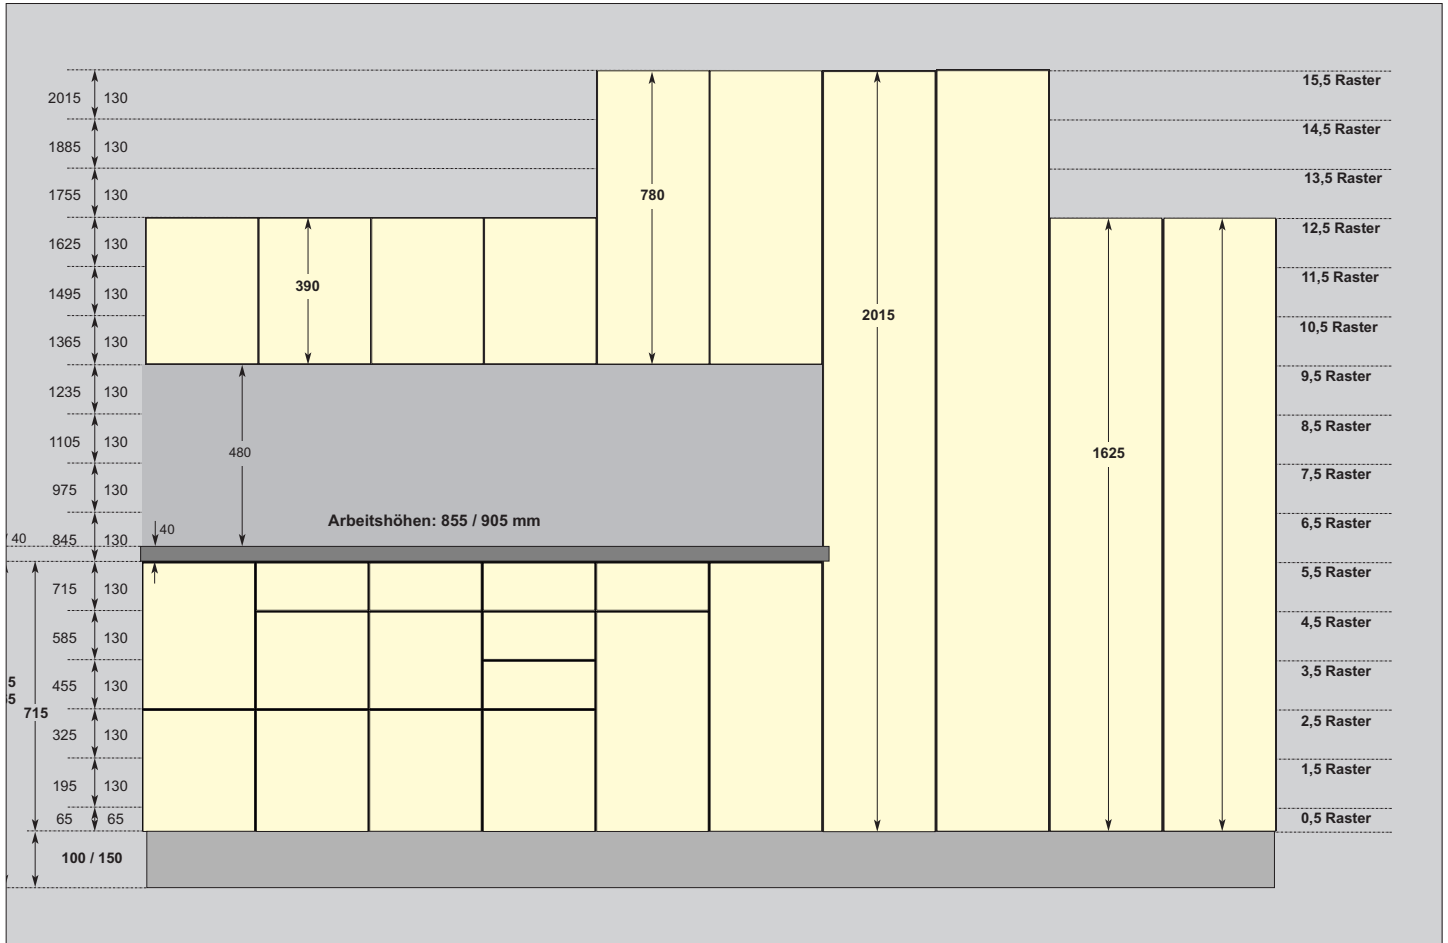 2015 130 15,5 Raster
1885 130 14,5 Raster
1755 130 780 13,5 Raster
1625 130 12,5 Raster
1495 130 390 11,5 Raster
1365 130 2015 10,5 Raster
1235 130 9,5 Raster
1105 130 480 1625 8,5 Raster
975 130 7,5 Raster
Arbeitshöhen: 855 / 905 mm 6,5 Raster
/ 40 845 130 40
715 130 5,5 Raster
585 130 4,5 Raster
5 455 130 3,5 Raster
5
715
325 130 2,5 Raster
195 130 1,5 Raster
65 65 0,5 Raster
100 / 150